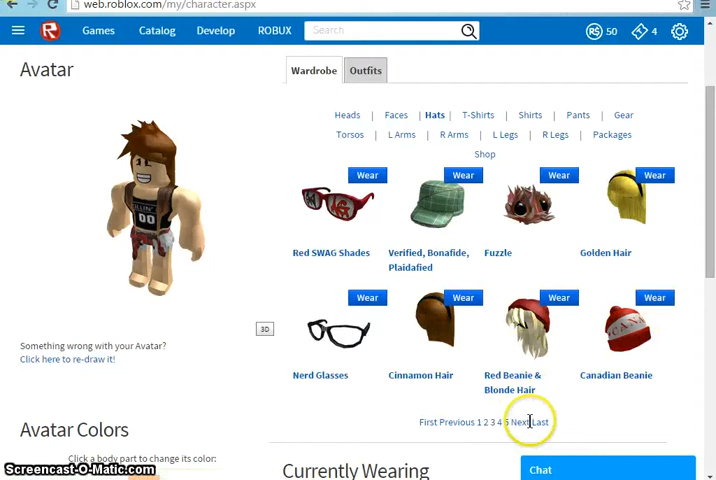 web.roblox.com/my/character.aspx
Games Catalog Develop ROBUX Search R$ 50 4
Avatar
Wardrobe Outfits
Heads | Faces | Hats | T-Shirts | Shirts | Pants | Gear
Torsos | L Arms | R Arms | L Legs | R Legs | Packages
Shop
Wear Wear Wear Wear
Red SWAG Shades Verified, Bonafide, Fuzzle Golden Hair
Plaidafied
Wear Wear Wear Wear
00
3D
Nerd Glasses Cinnamon Hair Red Beanie & Canadian Beanie
Blonde Hair
Something wrong with your Avatar?
Click here to re-draw it!
First Previous 1 2 3 4 5 Next Last
Avatar Colors
Click a body part to change its color:
Currently Wearing
Chat
Screencast-O-Matic.com